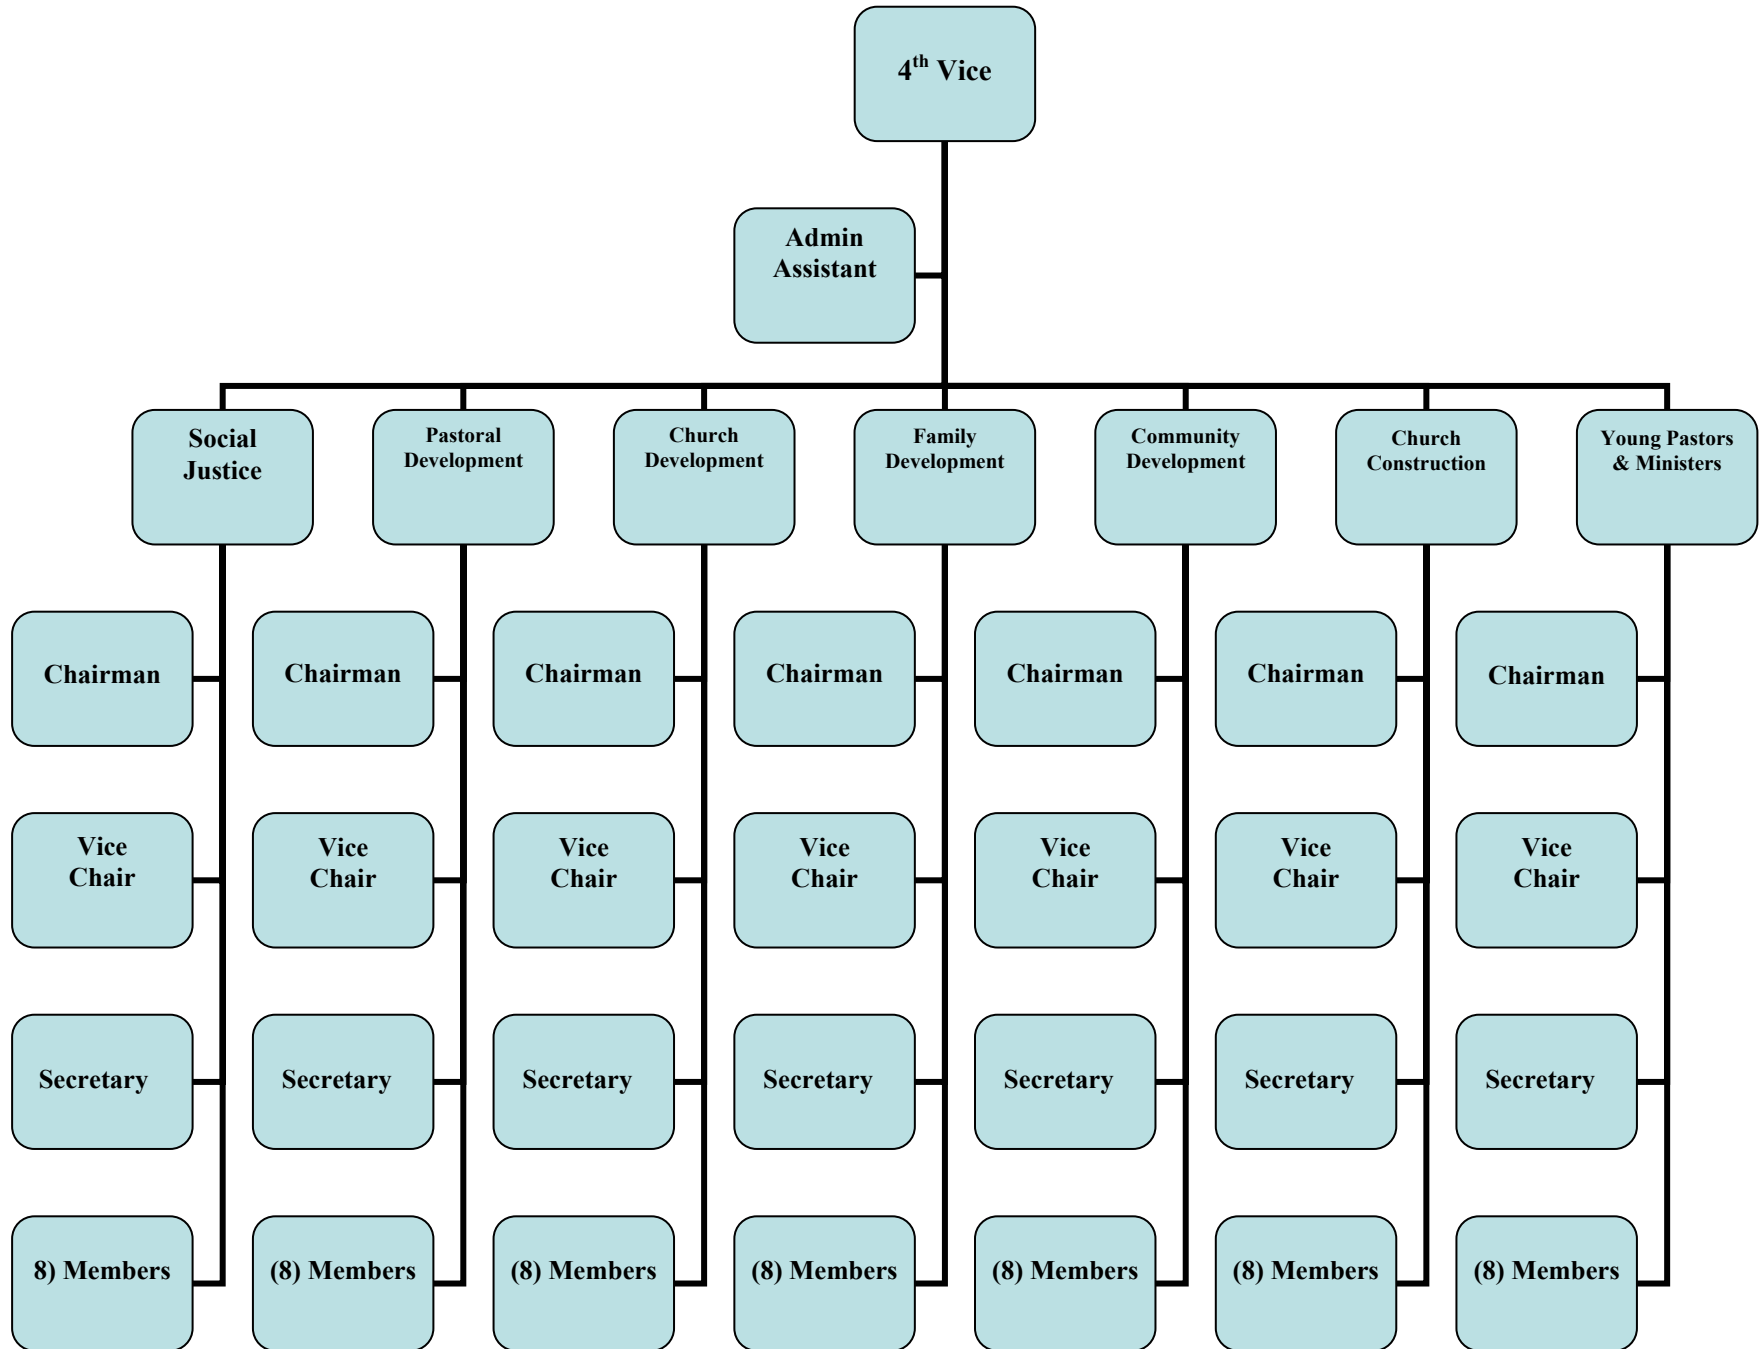 4th Vice
Admin
Assistant
Social
Justice
Pastoral
Development
Church
Development
Family
Development
Community
Development
Church
Construction
Young Pastors
& Ministers
Chairman
Chairman
Chairman
Chairman
Chairman
Chairman
Chairman
Vice
Chair
Vice
Chair
Vice
Chair
Vice
Chair
Vice
Chair
Vice
Chair
Vice
Chair
Secretary
Secretary
Secretary
Secretary
Secretary
Secretary
Secretary
8) Members
(8) Members
(8) Members
(8) Members
(8) Members
(8) Members
(8) Members